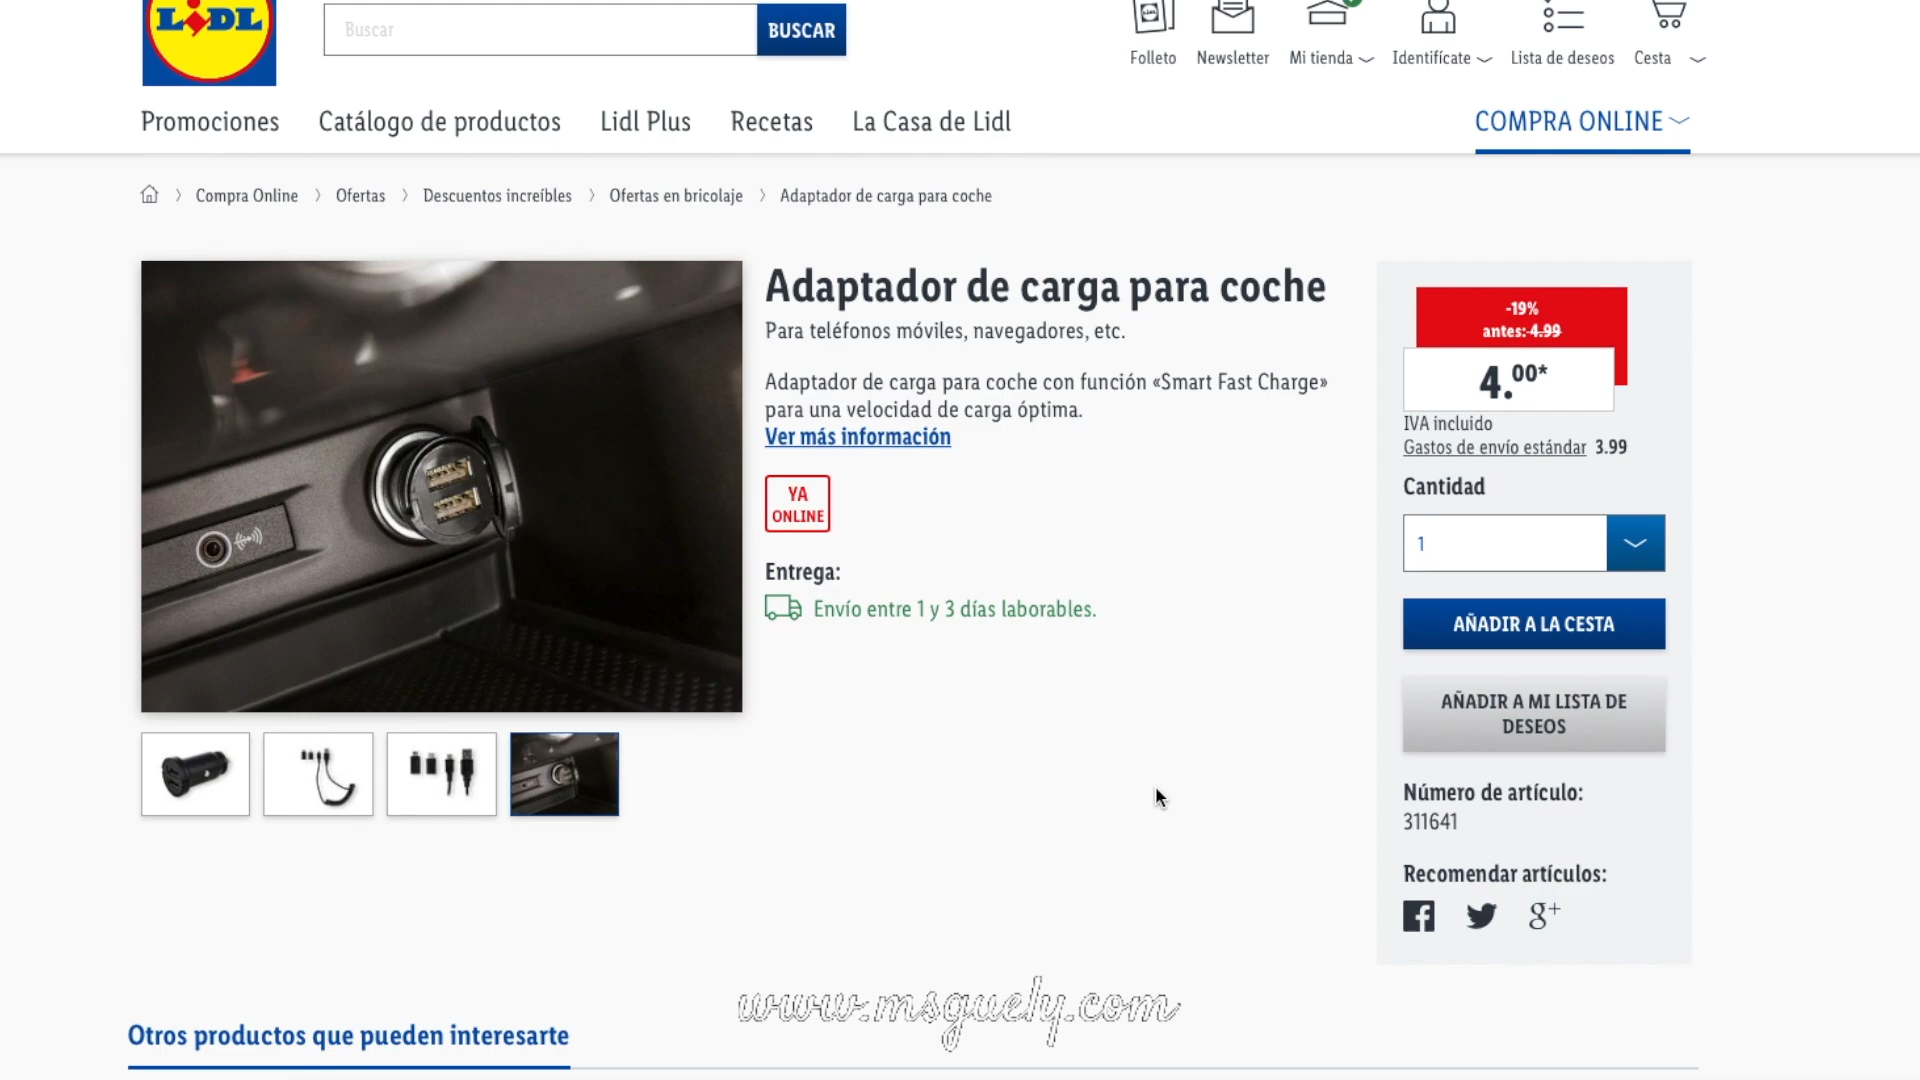 LIDL
Buscar
BUSCAR
Folleto
Newsletter
Mi tienda
Identifícate
Lista de deseos
Cesta
Promociones
Catálogo de productos
Lidl Plus
Recetas
La Casa de Lidl
COMPRA ONLINE
Compra Online
Ofertas
Descuentos increíbles
Ofertas en bricolaje
Adaptador de carga para coche
Adaptador de carga para coche
Para teléfonos móviles, navegadores, etc.
Adaptador de carga para coche con función «Smart Fast Charge»
para una velocidad de carga óptima.
Ver más información
YA
ONLINE
Entrega:
Envío entre 1 y 3 días laborables.
-19%
antes: 4.99
4.00*
IVA incluido
Gastos de envío estándar 3.99
Cantidad
1
AÑADIR A LA CESTA
AÑADIR A MI LISTA DE
DESEOS
Número de artículo:
311641
Recomendar artículos:
g+
www.msguely.com
Otros productos que pueden interesarte